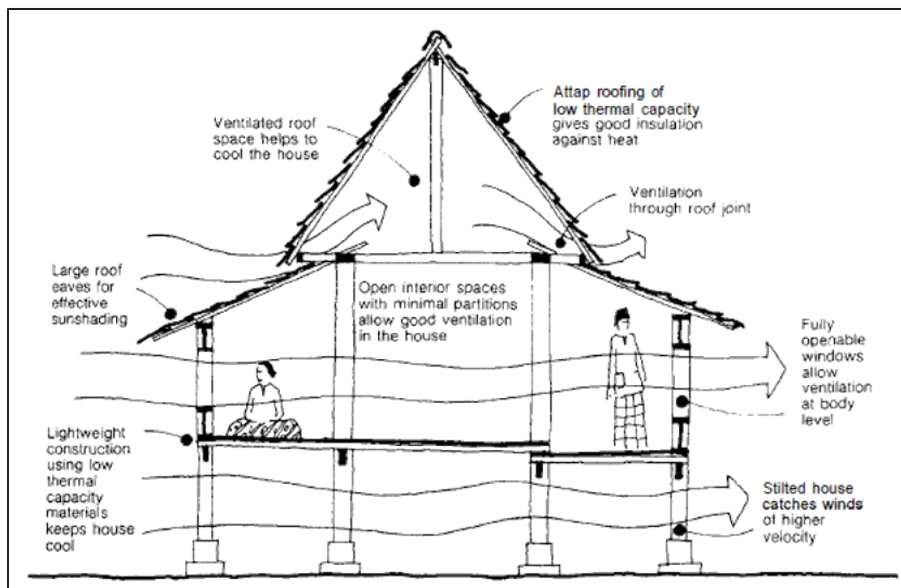 Ventilated roof
space helps to
cool the house
Attap roofing of
low thermal capacity
gives good insulation
against heat
Ventilation
through roof joint
Large roof
eaves for
effective
sunshading
Open interior spaces
with minimal partitions
allow good ventilation
in the house
Fully
openable
windows
allow
ventilation
at body
level
Lightweight
construction
using low
thermal
capacity
materials
keeps house
cool
Stilted house
catches winds
of higher
velocity